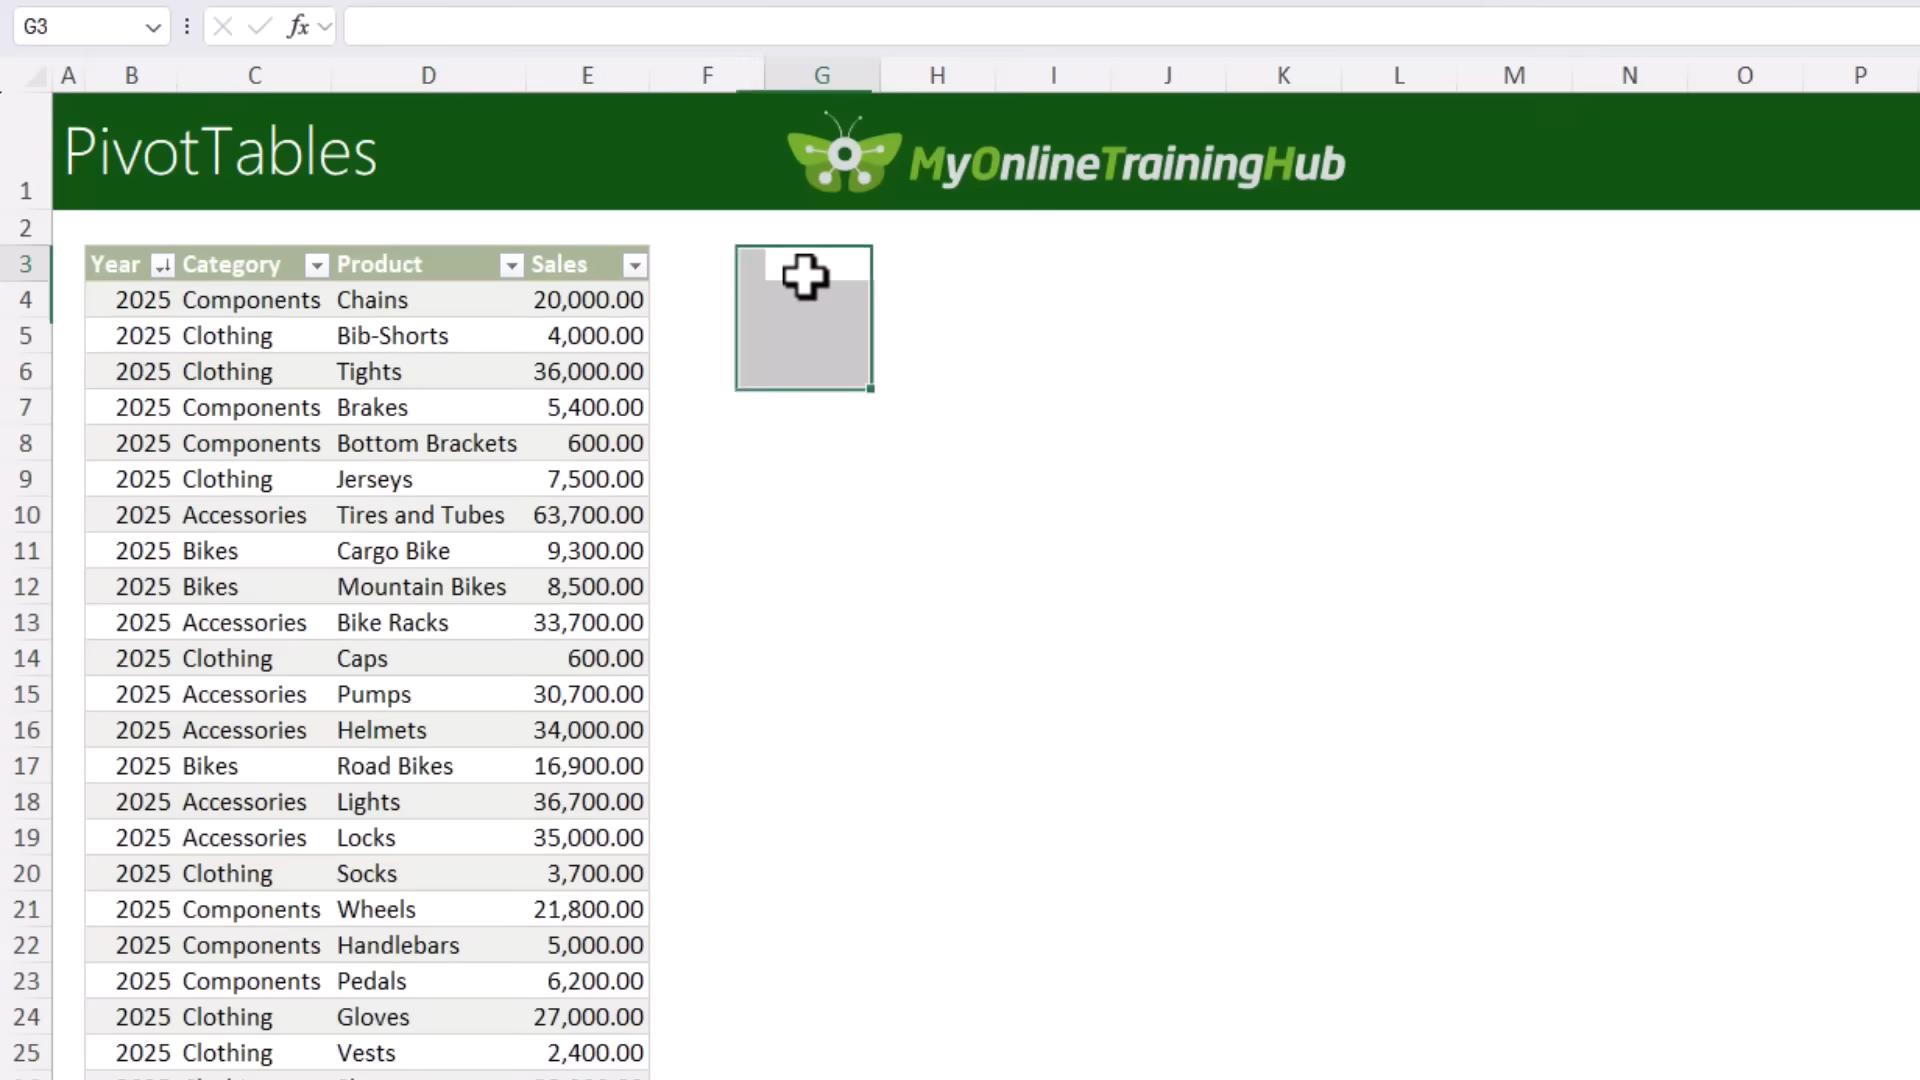 G3
fx
A B C D E F G H I J K L M N O P
PivotTables
MyOnlineTrainingHub
1
2
3 Year Category Product Sales
4 2025 Components Chains 20,000.00
5 2025 Clothing Bib-Shorts 4,000.00
6 2025 Clothing Tights 36,000.00
7 2025 Components Brakes 5,400.00
8 2025 Components Bottom Brackets 600.00
9 2025 Clothing Jerseys 7,500.00
10 2025 Accessories Tires and Tubes 63,700.00
11 2025 Bikes Cargo Bike 9,300.00
12 2025 Bikes Mountain Bikes 8,500.00
13 2025 Accessories Bike Racks 33,700.00
14 2025 Clothing Caps 600.00
15 2025 Accessories Pumps 30,700.00
16 2025 Accessories Helmets 34,000.00
17 2025 Bikes Road Bikes 16,900.00
18 2025 Accessories Lights 36,700.00
19 2025 Accessories Locks 35,000.00
20 2025 Clothing Socks 3,700.00
21 2025 Components Wheels 21,800.00
22 2025 Components Handlebars 5,000.00
23 2025 Components Pedals 6,200.00
24 2025 Clothing Gloves 27,000.00
25 2025 Clothing Vests 2,400.00